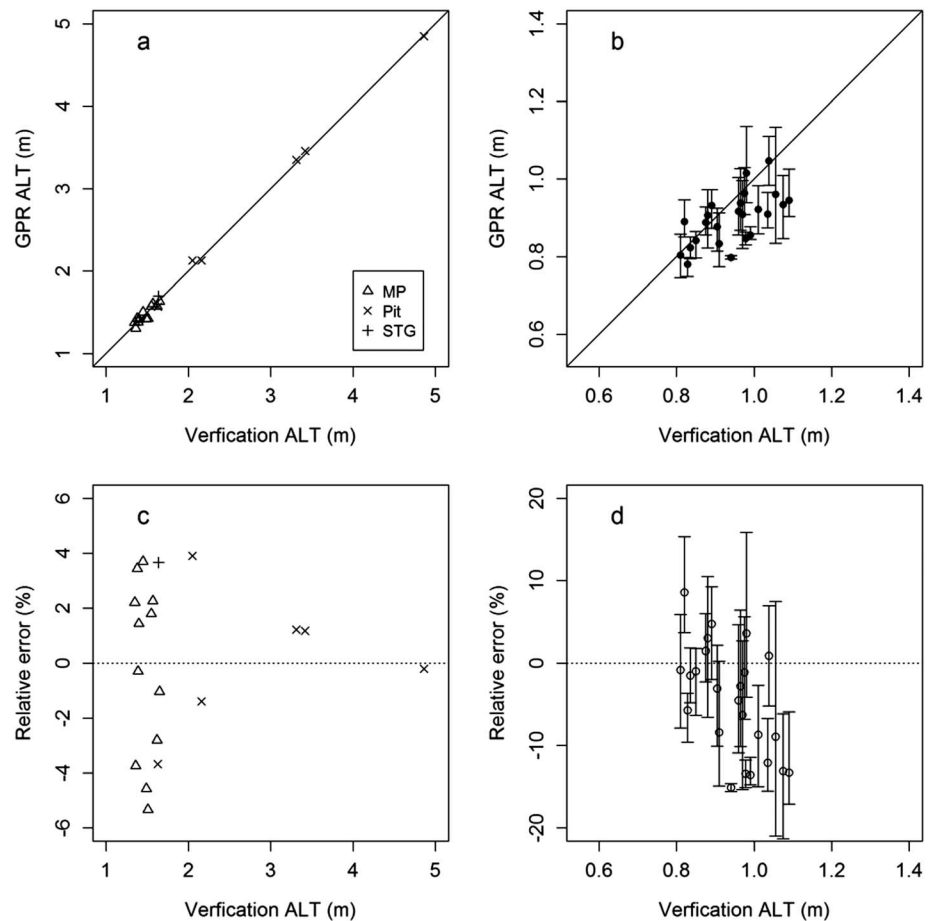 a
5
4
3
2
1
GPR ALT (m)
MP
Pit
STG
1 2 3 4 5
Verfication ALT (m)
b
1.4
1.2
1.0
0.8
0.6
GPR ALT (m)
0.6 0.8 1.0 1.2 1.4
Verfication ALT (m)
c
6
4
2
0
-2
-4
-6
Relative error (%)
1 2 3 4 5
Verfication ALT (m)
d
20
10
0
-10
-20
Relative error (%)
0.6 0.8 1.0 1.2 1.4
Verfication ALT (m)